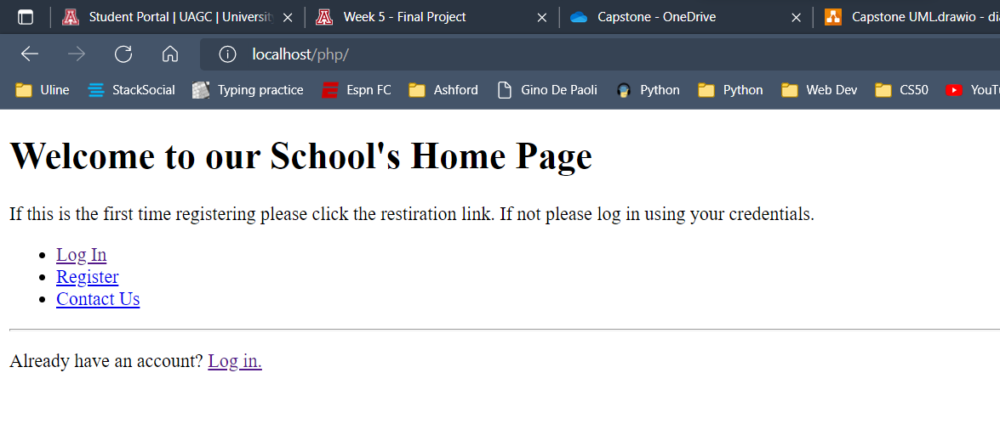 Student Portal | UAGC | Universit
Week 5 - Final Project
Capstone - OneDrive
Capstone UML.drawio - di
localhost/php/
Uline
StackSocial
Typing practice
Espn FC
Ashford
Gino De Paoli
Python
Python
Web Dev
CS50
YouT
Welcome to our School's Home Page
If this is the first time registering please click the restiration link. If not please log in using your credentials.
Log In
Register
Contact Us
Already have an account? Log in.